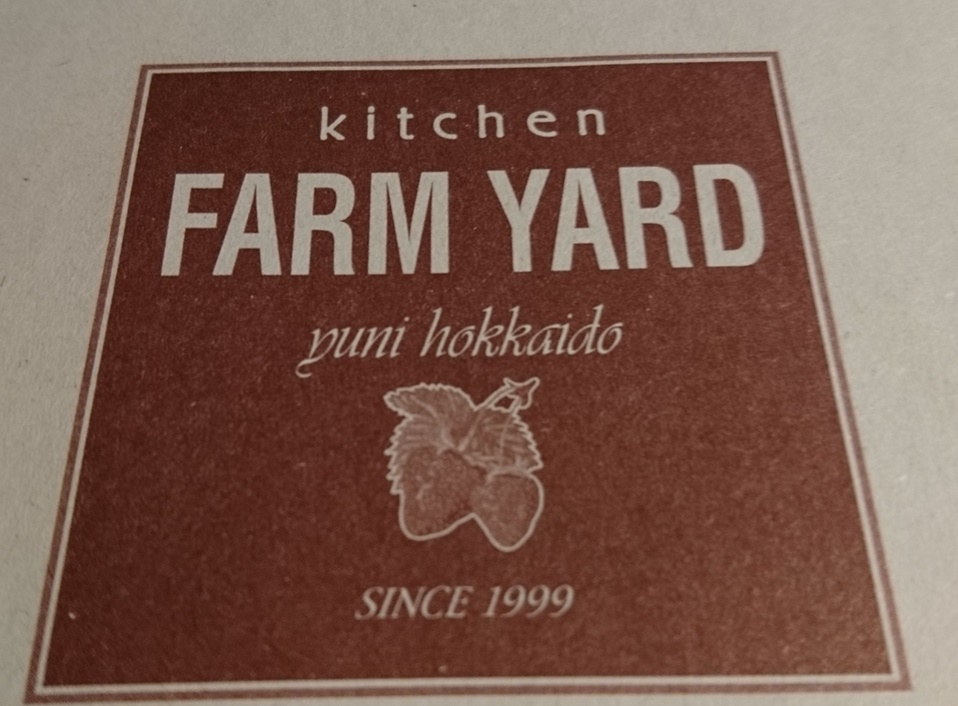 kitchen
FARM YARD
yuni hokkaido
SINCE 1999